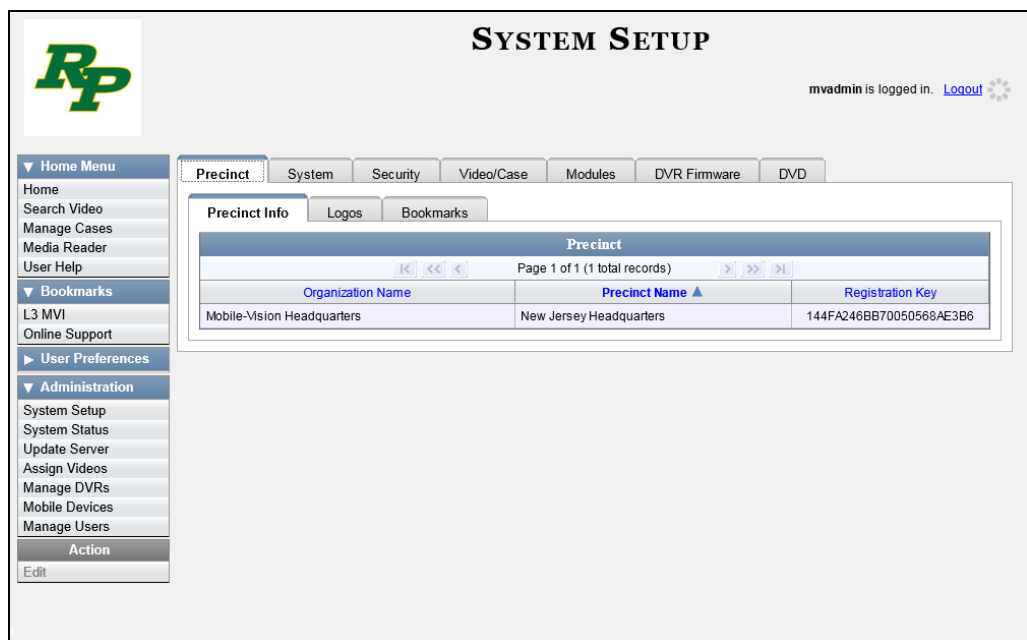 RP
SYSTEM SETUP
mvadmin is logged in. Logout
Home Menu
Home
Search Video
Manage Cases
Media Reader
User Help
Bookmarks
L3 MVI
Online Support
User Preferences
Administration
System Setup
System Status
Update Server
Assign Videos
Manage DVRs
Mobile Devices
Manage Users
Action
Edit
Precinct System Security Video/Case Modules DVR Firmware DVD
Precinct Info Logos Bookmarks
Precinct
|< << < Page 1 of 1 (1 total records) > >> >|
Organization Name Precinct Name ▲ Registration Key
Mobile-Vision Headquarters New Jersey Headquarters 144FA246BB70050568AE3B6